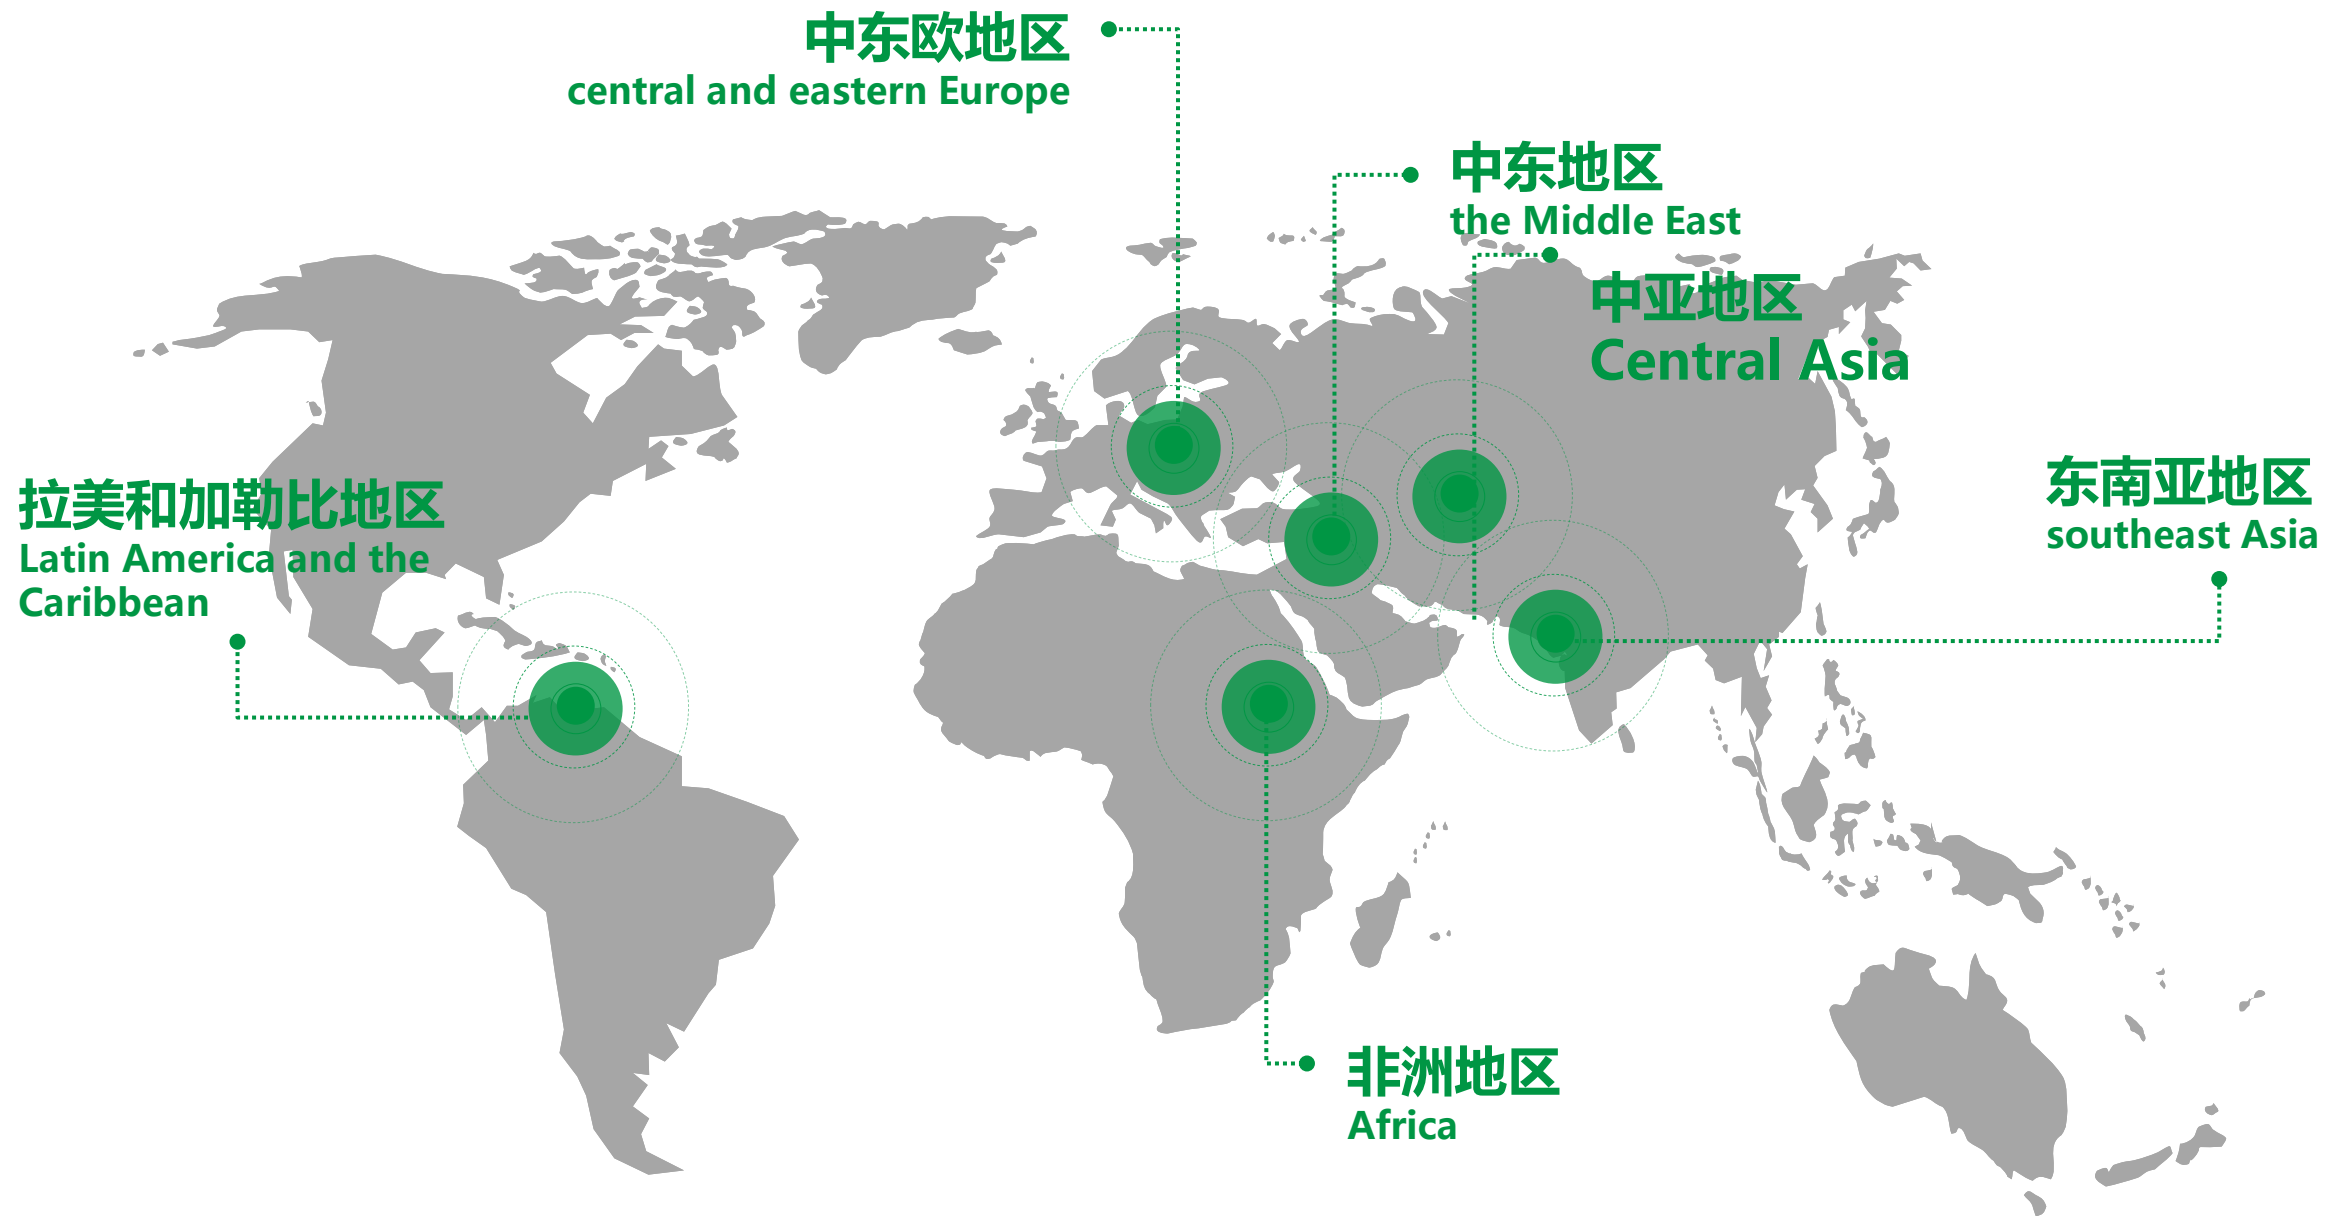 中东欧地区
central and eastern Europe
中东地区
the Middle East
中亚地区
Central Asia
东南亚地区
southeast Asia
拉美和加勒比地区
Latin America and the
Caribbean
非洲地区
Africa